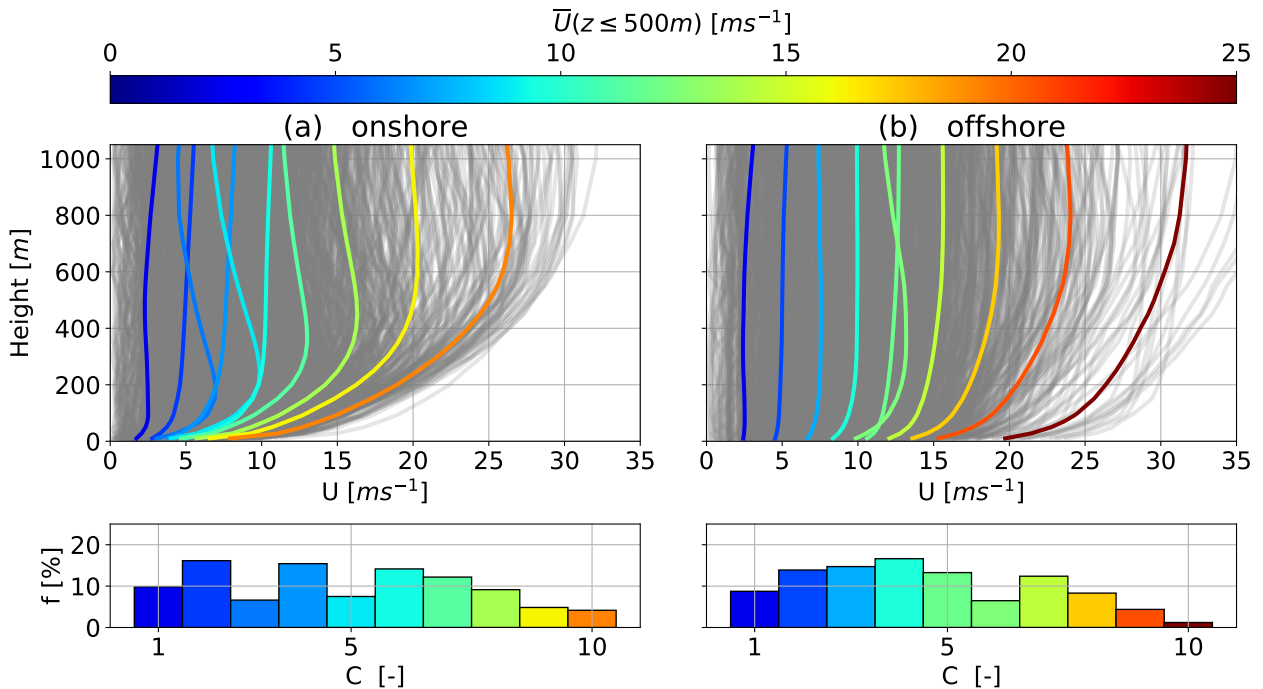 U̅(z ≤ 500m) [ms⁻¹]
0 5 10 15 20 25
(a) onshore (b) offshore
1000
800
600
400
200
0
Height [m]
0 5 10 15 20 25 30 35
0 5 10 15 20 25 30 35
U [ms⁻¹] U [ms⁻¹]
20
10
0
f [%]
1 5 10
1 5 10
C [-] C [-]